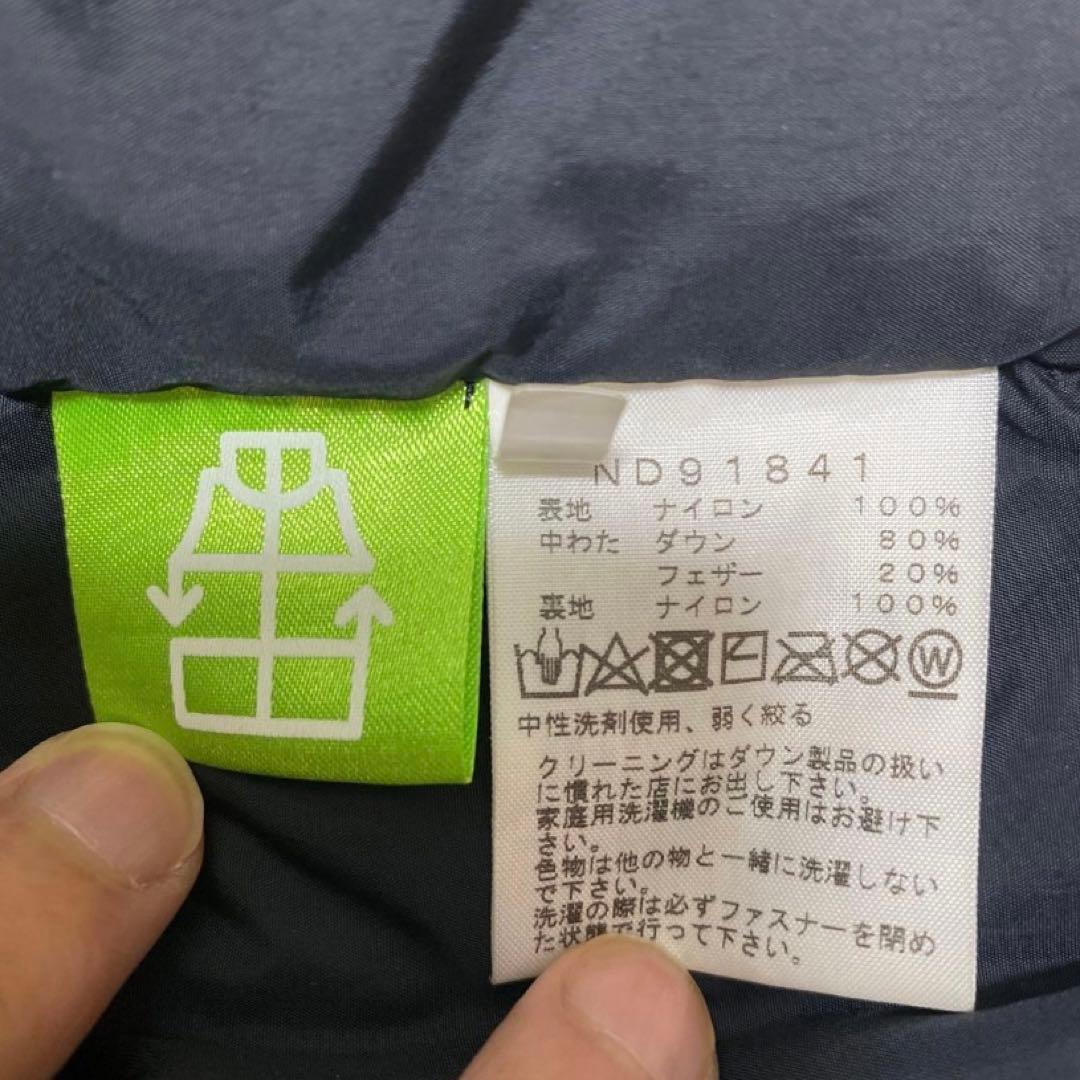 ND91841
表地 ナイロン 100%
中わた ダウン 80%
フェザー 20%
裏地 ナイロン 100%
W
中性洗剤使用、弱く絞る
クリーニングはダウン製品の扱い
に慣れた店にお出し下さい。
家庭用洗濯機のご使用はお避け下
さい。
色物は他の物と一緒に洗濯しない
で下さい。
洗濯の際は必ずファスナーを閉め
た状態で行って下さい。